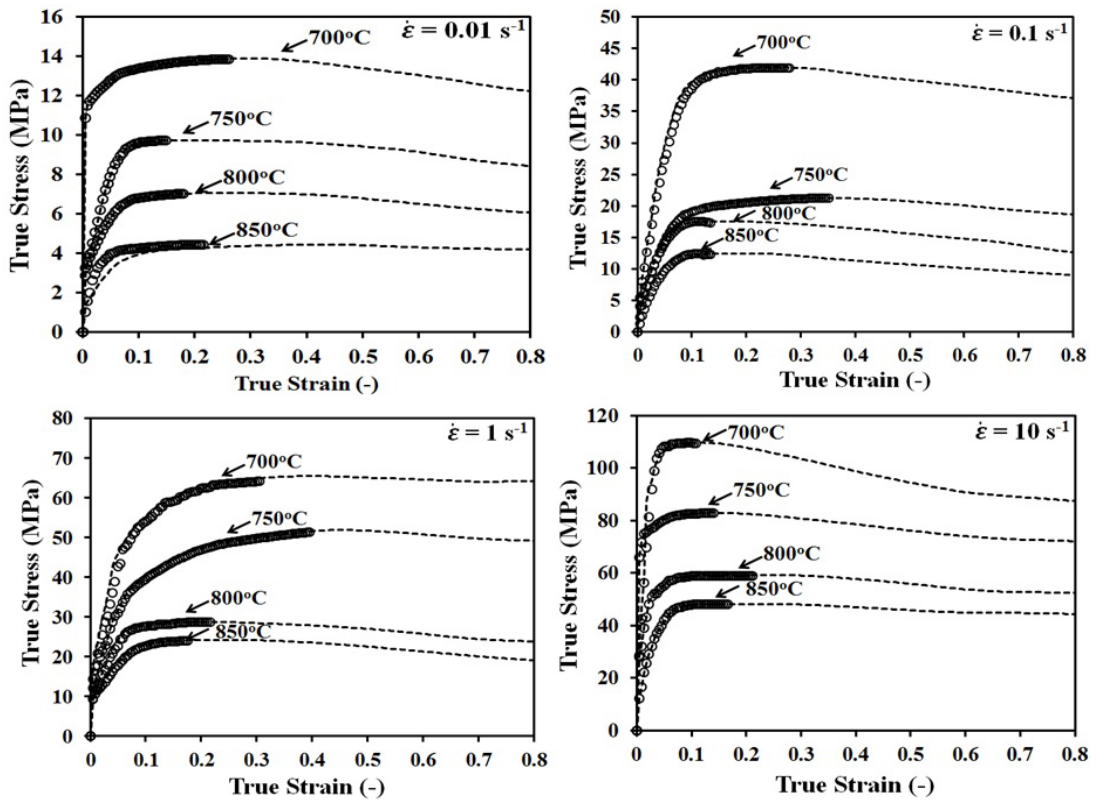 ε̇ = 0.01 s⁻¹
True Stress (MPa)
16
14
12
10
8
6
4
2
0
700°C
750°C
800°C
850°C
0 0.1 0.2 0.3 0.4 0.5 0.6 0.7 0.8
True Strain (-)
ε̇ = 0.1 s⁻¹
True Stress (MPa)
50
45
40
35
30
25
20
15
10
5
0
700°C
750°C
800°C
850°C
0 0.1 0.2 0.3 0.4 0.5 0.6 0.7 0.8
True Strain (-)
ε̇ = 1 s⁻¹
True Stress (MPa)
80
70
60
50
40
30
20
10
0
700°C
750°C
800°C
850°C
0 0.1 0.2 0.3 0.4 0.5 0.6 0.7 0.8
True Strain (-)
ε̇ = 10 s⁻¹
True Stress (MPa)
120
100
80
60
40
20
0
700°C
750°C
800°C
850°C
0 0.1 0.2 0.3 0.4 0.5 0.6 0.7 0.8
True Strain (-)